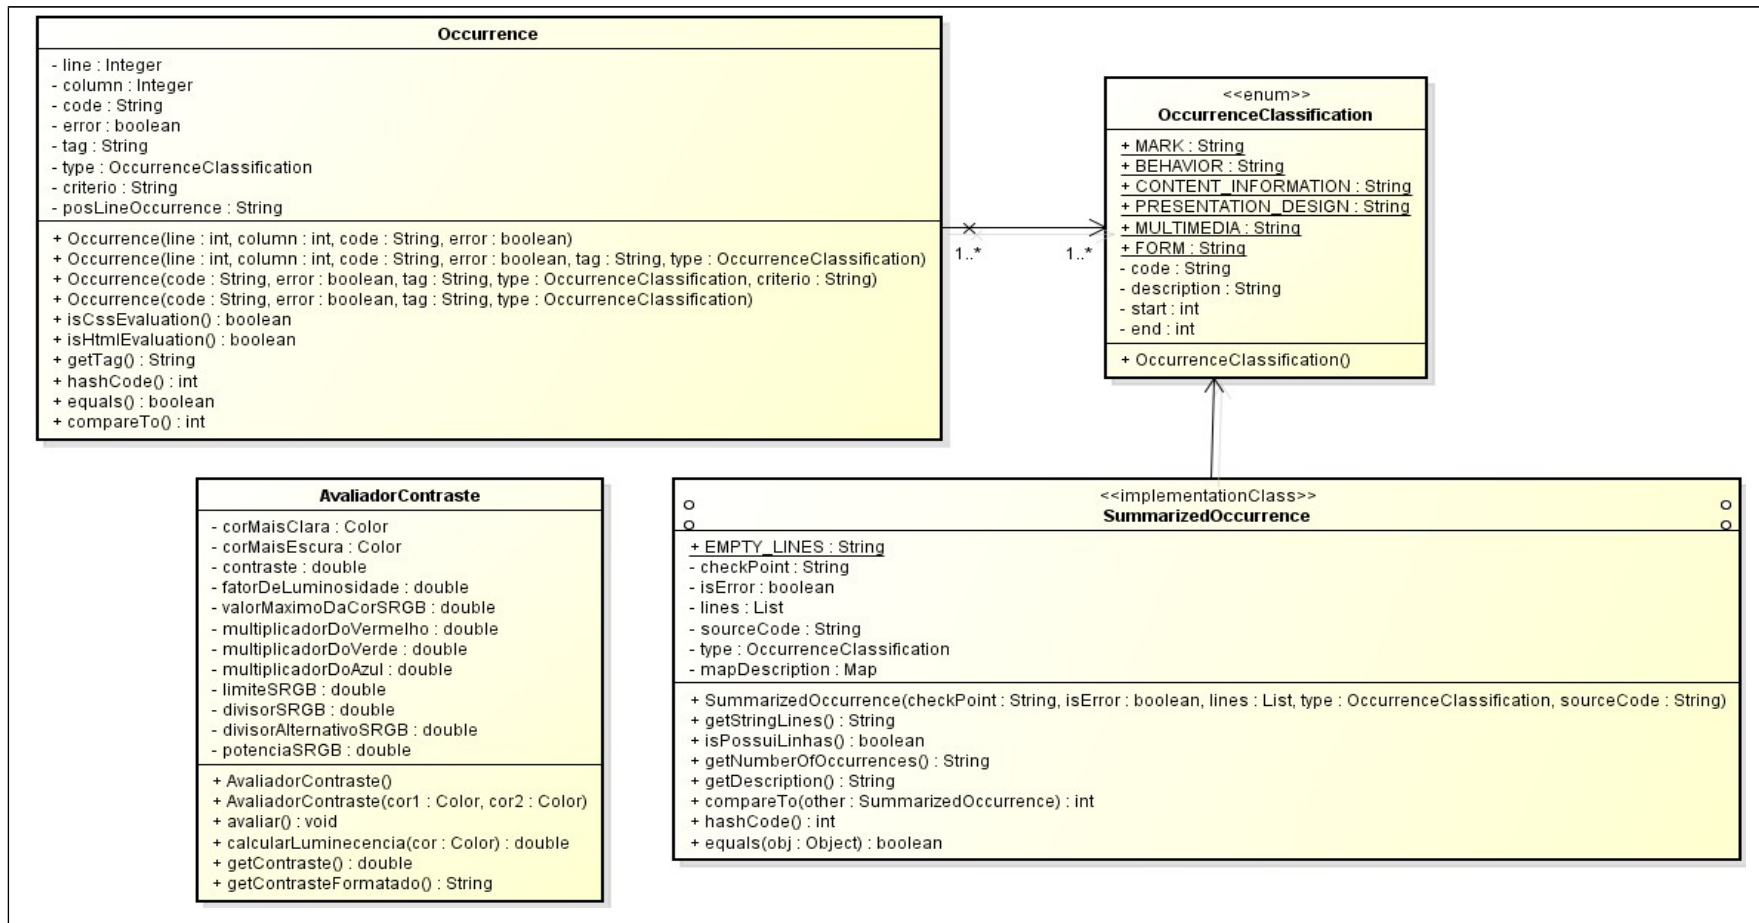 Occurrence
- line : Integer
- column : Integer
- code : String
- error : boolean
- tag : String
- type : OccurrenceClassification
- criterio : String
- posLineOccurrence : String
+ Occurrence(line : int, column : int, code : String, error : boolean)
+ Occurrence(line : int, column : int, code : String, error : boolean, tag : String, type : OccurrenceClassification)
+ Occurrence(code : String, error : boolean, tag : String, type : OccurrenceClassification, criterio : String)
+ Occurrence(code : String, error : boolean, tag : String, type : OccurrenceClassification)
+ isCssEvaluation() : boolean
+ isHtmlEvaluation() : boolean
+ getTag() : String
+ hashCode() : int
+ equals() : boolean
+ compareTo() : int
1..*
1..*
<<enum>>
OccurrenceClassification
+ MARK : String
+ BEHAVIOR : String
+ CONTENT_INFORMATION : String
+ PRESENTATION_DESIGN : String
+ MULTIMEDIA : String
+ FORM : String
- code : String
- description : String
- start : int
- end : int
+ OccurrenceClassification()
AvaliadorContraste
- corMaisClara : Color
- corMaisEscura : Color
- contraste : double
- fatorDeLuminosidade : double
- valorMaximoDaCorSRGB : double
- multiplicadorDoVermelho : double
- multiplicadorDoVerde : double
- multiplicadorDoAzul : double
- limiteSRGB : double
- divisorSRGB : double
- divisorAlternativoSRGB : double
- potenciaSRGB : double
+ AvaliadorContraste()
+ AvaliadorContraste(cor1 : Color, cor2 : Color)
+ avaliar() : void
+ calcularLuminecencia(cor : Color) : double
+ getContraste() : double
+ getContrasteFormatado() : String
<<implementationClass>>
SummarizedOccurrence
+ EMPTY_LINES : String
- checkPoint : String
- isError : boolean
- lines : List
- sourceCode : String
- type : OccurrenceClassification
- mapDescription : Map
+ SummarizedOccurrence(checkPoint : String, isError : boolean, lines : List, type : OccurrenceClassification, sourceCode : String)
+ getStringLines() : String
+ isPossuiLinhas() : boolean
+ getNumberOfOccurrences() : String
+ getDescription() : String
+ compareTo(other : SummarizedOccurrence) : int
+ hashCode() : int
+ equals(obj : Object) : boolean